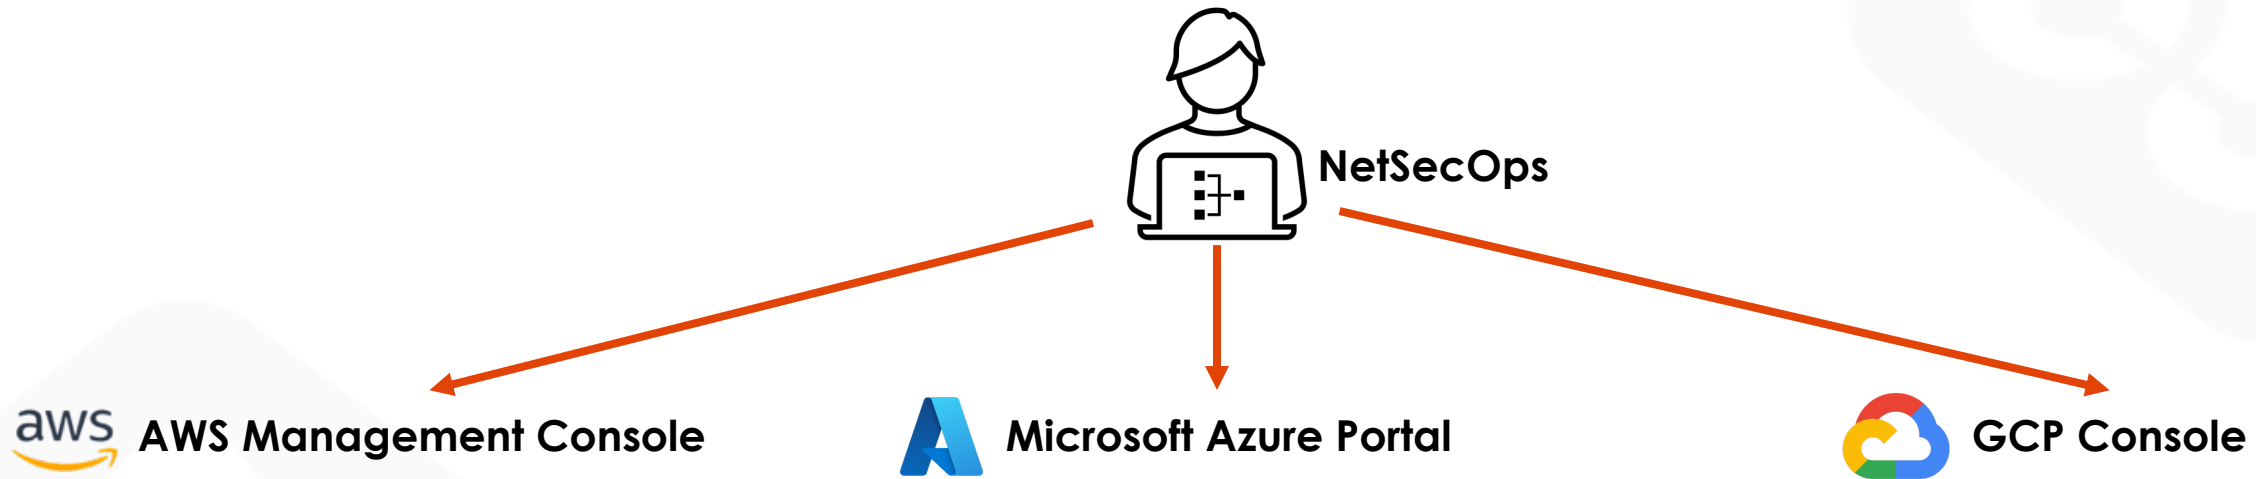 NetSecOps
aws
AWS Management Console
Microsoft Azure Portal
GCP Console